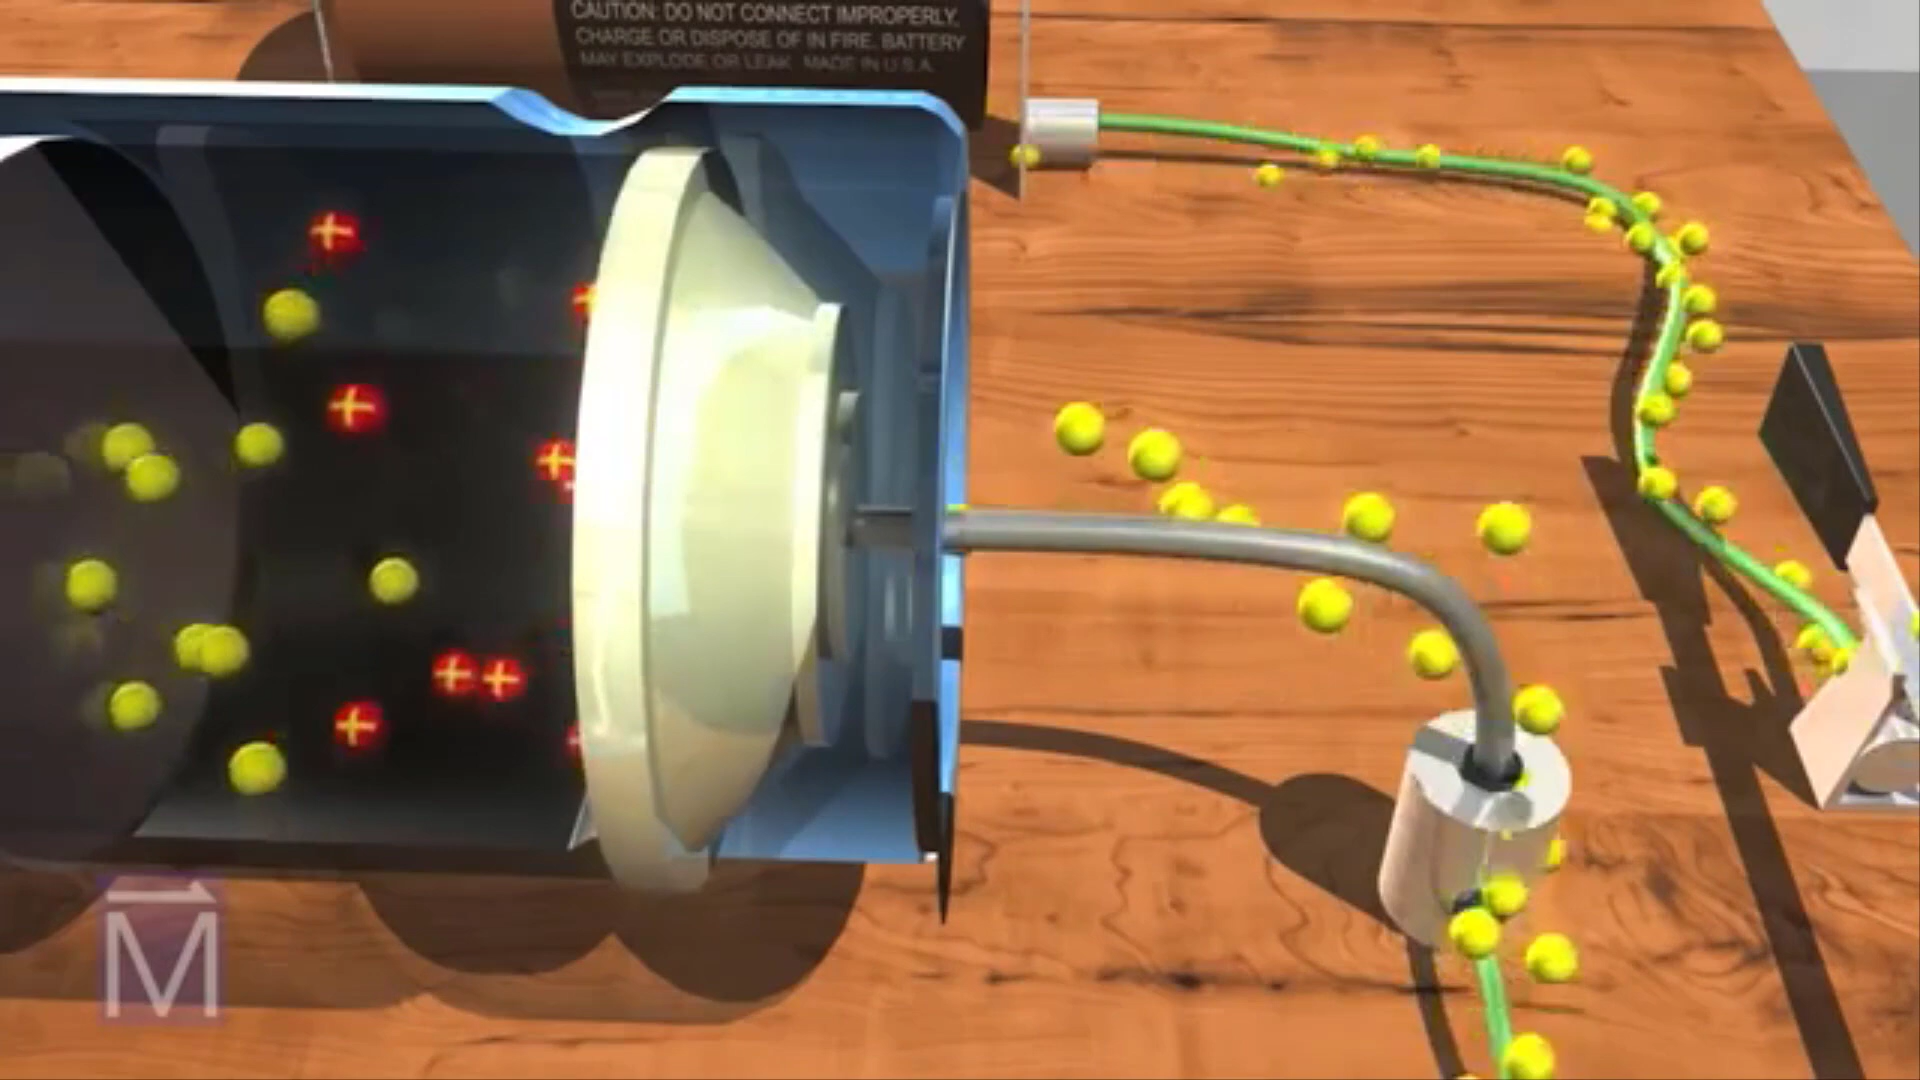 CAUTION: DO NOT CONNECT IMPROPERLY,
CHARGE OR DISPOSE OF IN FIRE. BATTERY
MAY EXPLODE OR LEAK. MADE IN U.S.A.
M